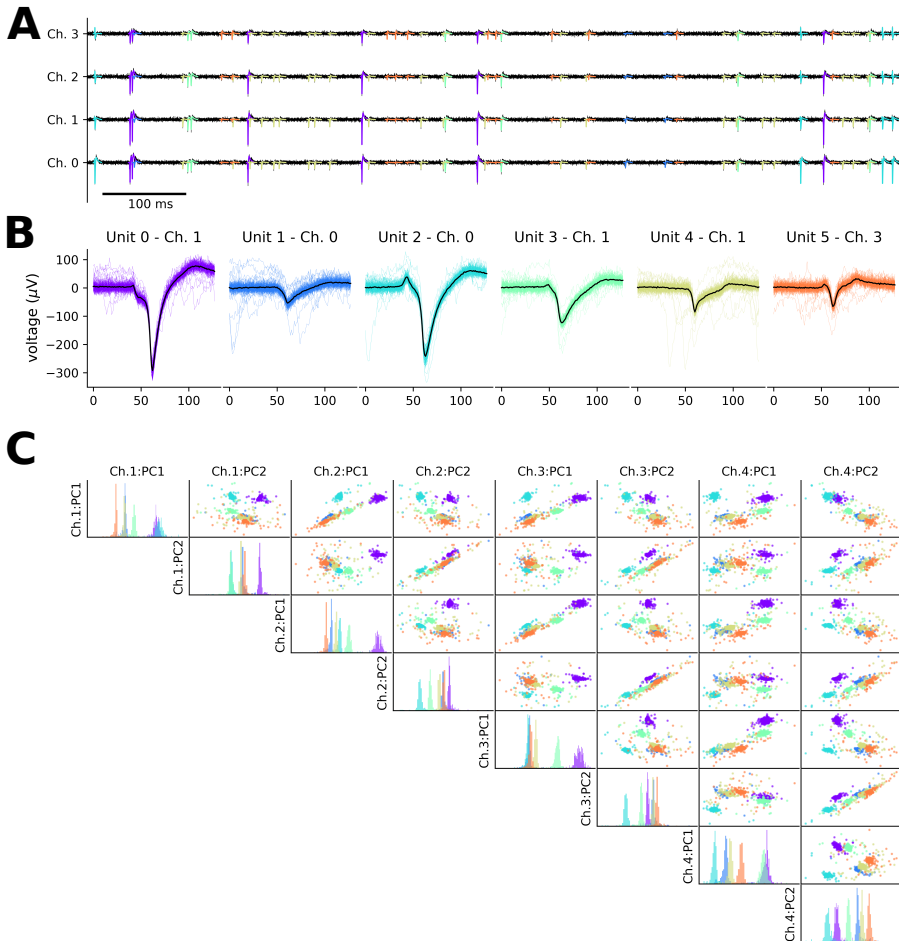 A
Ch. 3
Ch. 2
Ch. 1
Ch. 0
100 ms
B
Unit 0 - Ch. 1 Unit 1 - Ch. 0 Unit 2 - Ch. 0 Unit 3 - Ch. 1 Unit 4 - Ch. 1 Unit 5 - Ch. 3
voltage (μV)
100
0
−100
−200
−300
0 50 100 0 50 100 0 50 100 0 50 100 0 50 100 0 50 100
C
Ch.1:PC1 Ch.1:PC2 Ch.2:PC1 Ch.2:PC2 Ch.3:PC1 Ch.3:PC2 Ch.4:PC1 Ch.4:PC2
Ch.1:PC1
Ch.1:PC2
Ch.2:PC1
Ch.2:PC2
Ch.3:PC1
Ch.3:PC2
Ch.4:PC1
Ch.4:PC2